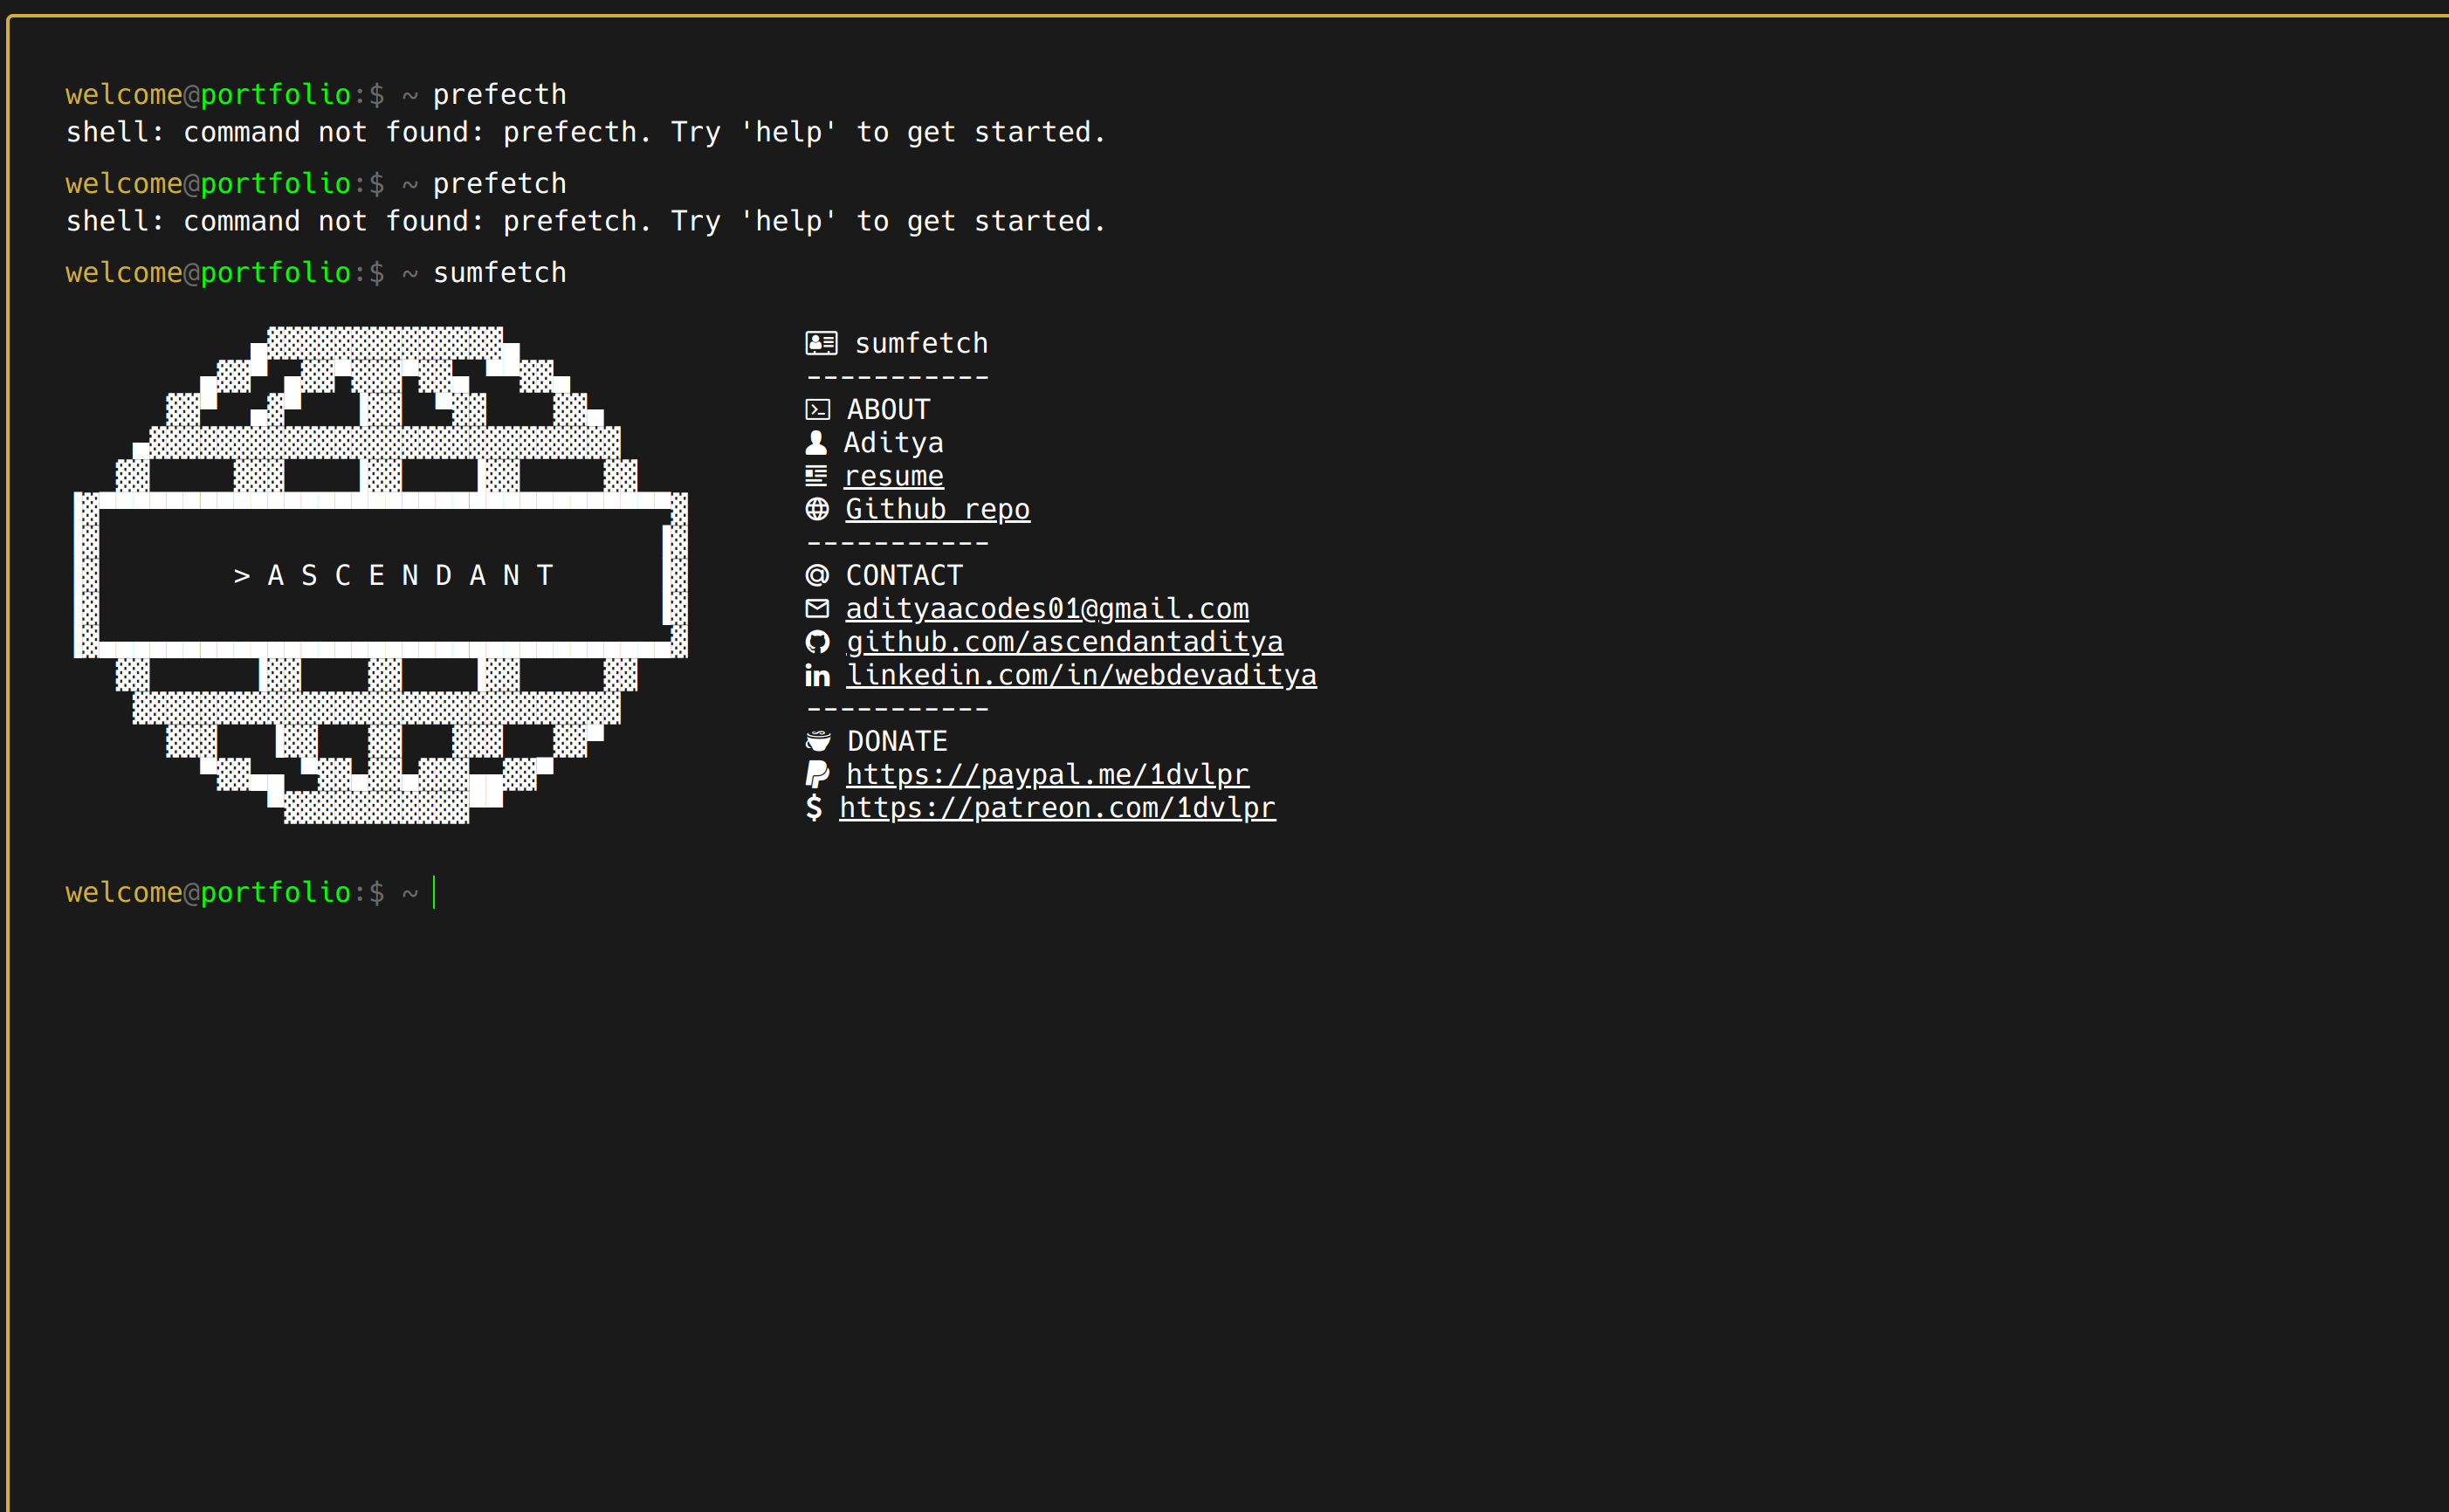 welcome@portfolio:$ ~ prefecth
shell: command not found: prefecth. Try 'help' to get started.
welcome@portfolio:$ ~ prefetch
shell: command not found: prefetch. Try 'help' to get started.
welcome@portfolio:$ ~ sumfetch
sumfetch
-----------
ABOUT
Aditya
resume
Github repo
-----------
> A S C E N D A N T
CONTACT
adityaacodes01@gmail.com
github.com/ascendantaditya
linkedin.com/in/webdevaditya
-----------
DONATE
https://paypal.me/1dvlpr
https://patreon.com/1dvlpr
welcome@portfolio:$ ~